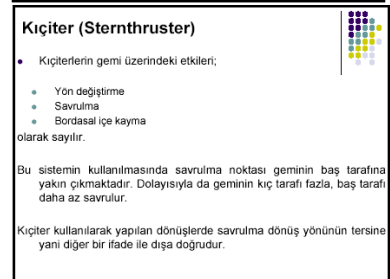 Kıçiter (Sternthruster)
Kıçiterlerin gemi üzerindeki etkileri;
Yön değiştirme
Savrulma
Bordasal içe kayma
olarak sayılır.
Bu sistemin kullanılmasında savrulma noktası geminin baş tarafına
yakın çıkmaktadır. Dolayısıyla da geminin kıç tarafı fazla, baş tarafı
daha az savrulur.
Kıçiter kullanılarak yapılan dönüşlerde savrulma dönüş yönünün tersine
yani diğer bir ifade ile dışa doğrudur.